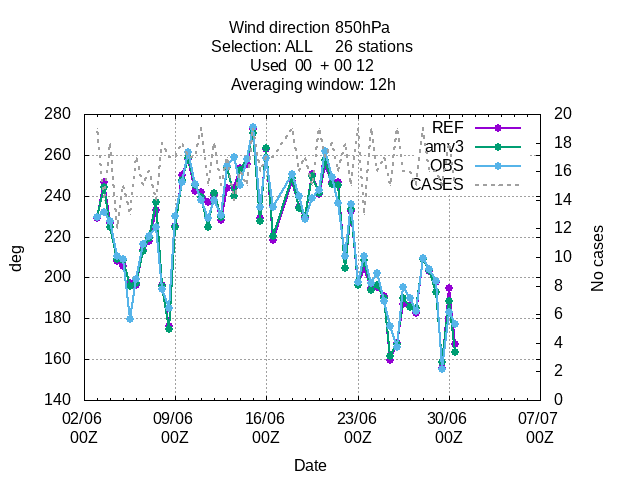 Wind direction 850hPa
Selection: ALL 26 stations
Used 00 + 00 12
Averaging window: 12h
280
260
240
220
200
180
160
140
20
18
16
14
12
10
8
6
4
2
0
REF
amv3
OBS
CASES
deg
No cases
02/06 09/06 16/06 23/06 30/06 07/07
00Z 00Z 00Z 00Z 00Z 00Z
Date